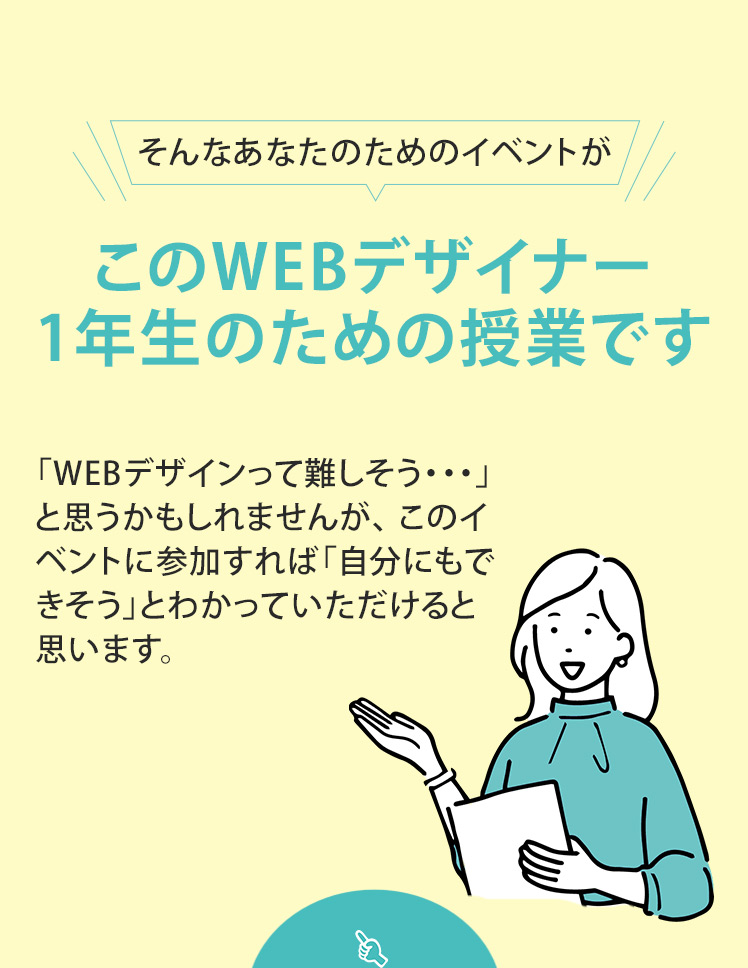 そんなあなたのためのイベントが
このWEBデザイナー
1年生のための授業です
「WEBデザインって難しそう・・・」
と思うかもしれませんが、このイ
ベントに参加すれば「自分にもで
きそう」とわかっていただけると
思います。